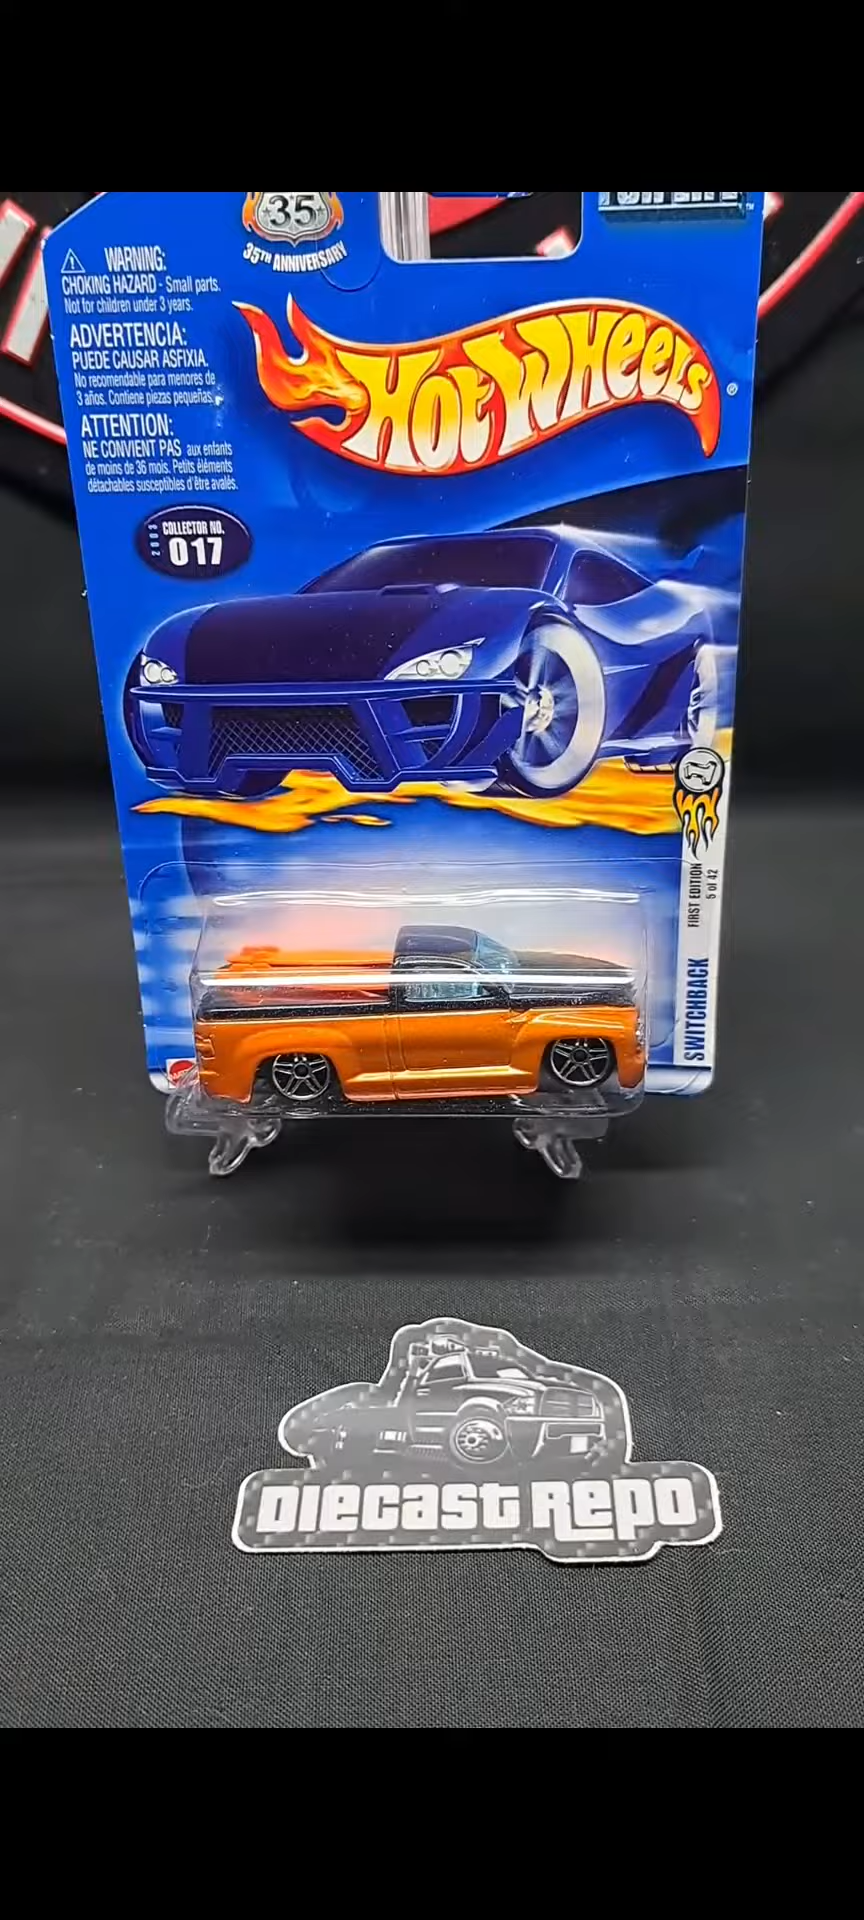 35
35TH ANNIVERSARY
WARNING:
CHOKING HAZARD - Small parts.
Not for children under 3 years.
ADVERTENCIA:
PUEDE CAUSAR ASFIXIA.
No recomendable para menores de
3 años. Contiene piezas pequeñas.
ATTENTION:
NE CONVIENT PAS aux enfants
de moins de 36 mois. Petits éléments
détachables susceptibles d'être avalés.
HOT WHEELS®
2003 COLLECTOR NO.
017
1
FIRST EDITION
5 of 42
SWITCHBACK
DIECAST REPO